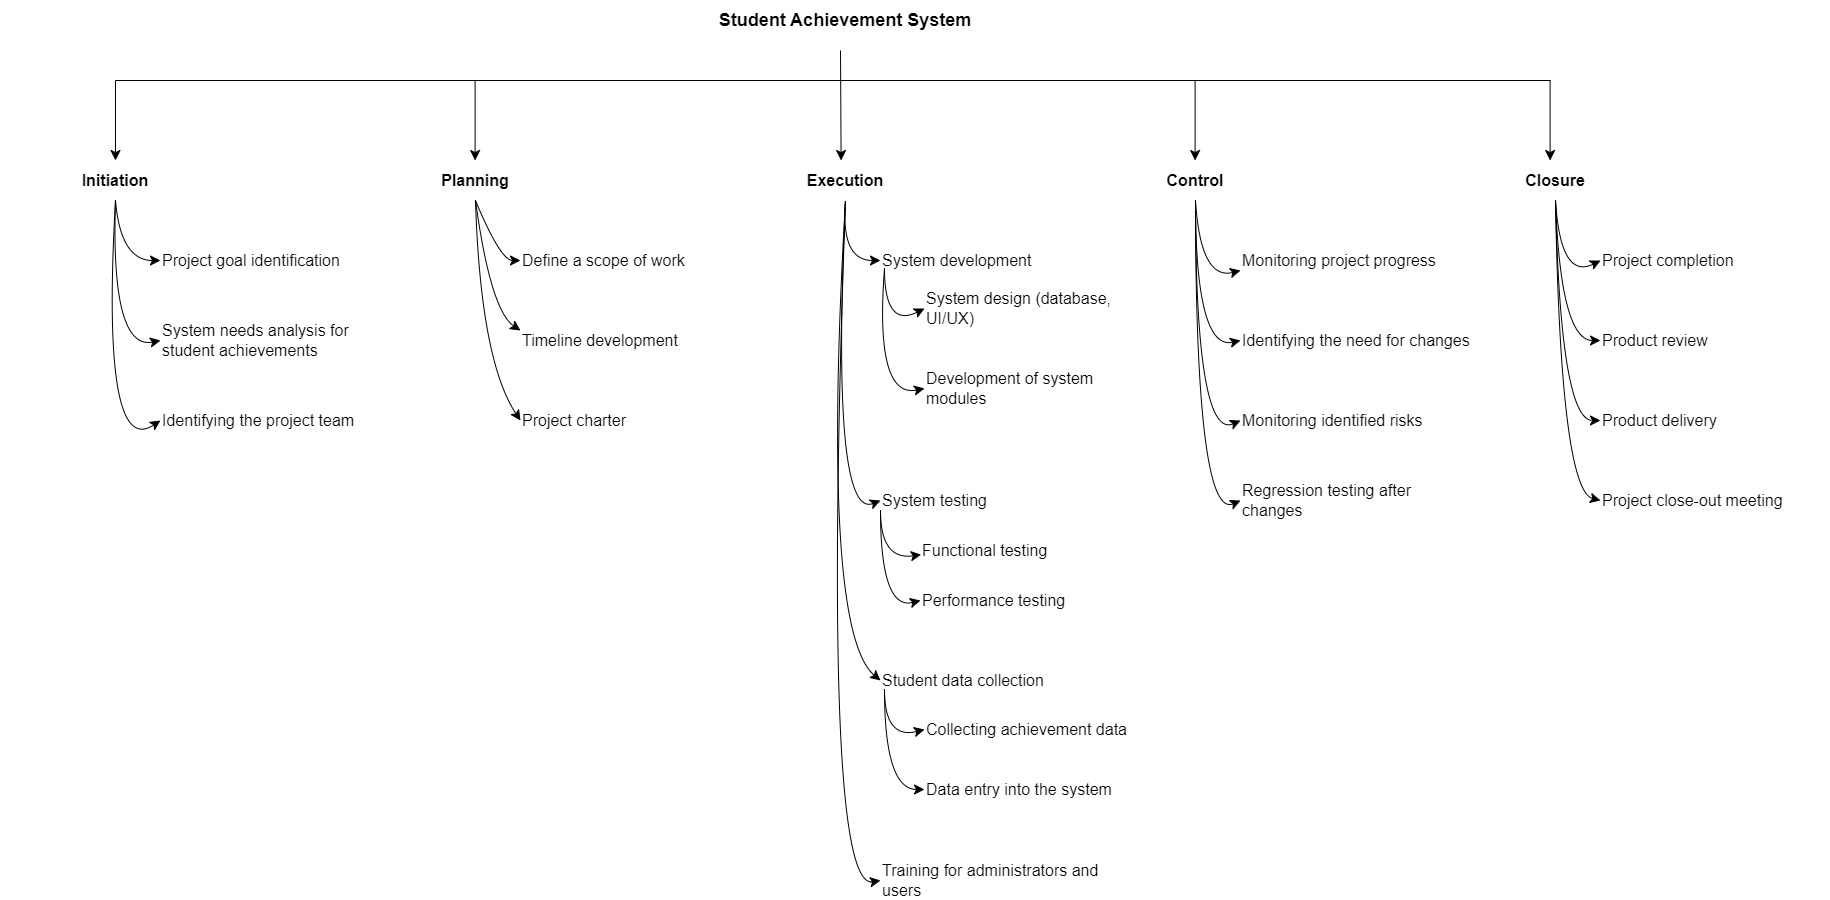 Student Achievement System
Initiation
Project goal identification
System needs analysis for
student achievements
Identifying the project team
Planning
Define a scope of work
Timeline development
Project charter
Execution
System development
System design (database,
UI/UX)
Development of system
modules
System testing
Functional testing
Performance testing
Student data collection
Collecting achievement data
Data entry into the system
Training for administrators and
users
Control
Monitoring project progress
Identifying the need for changes
Monitoring identified risks
Regression testing after
changes
Closure
Project completion
Product review
Product delivery
Project close-out meeting